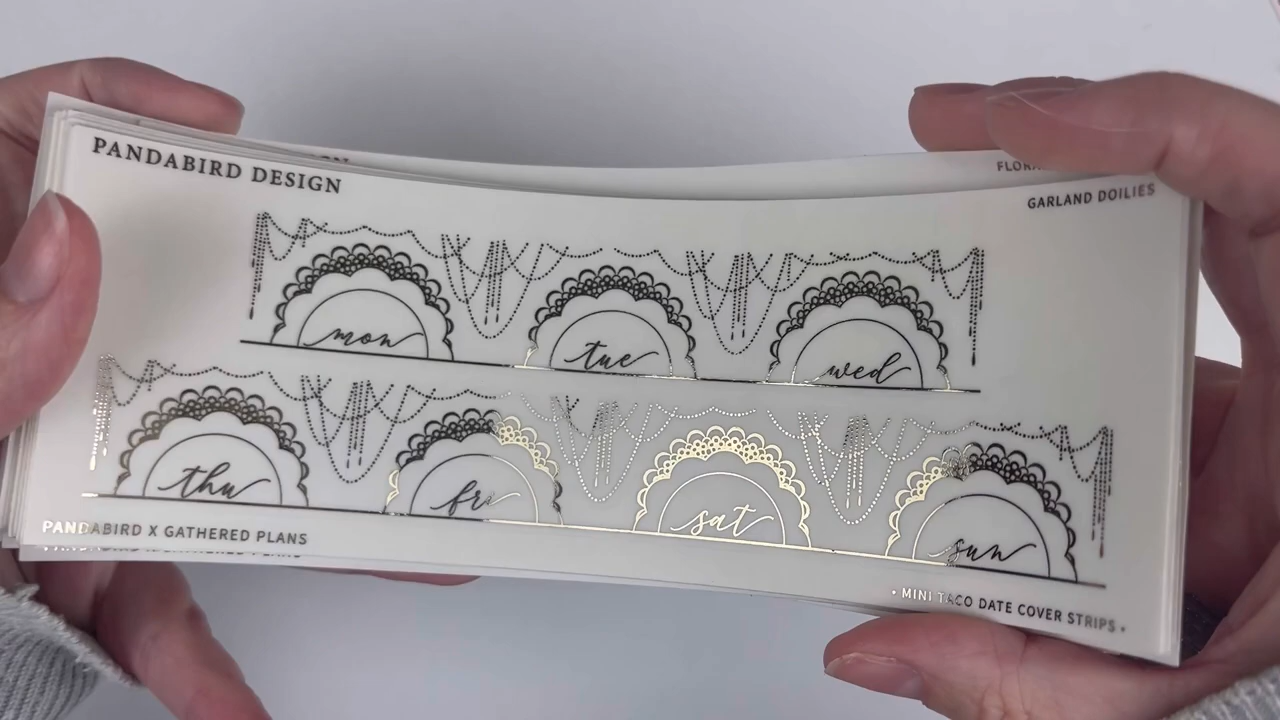 PANDABIRD DESIGN
GARLAND DOILIES
mon
tue
wed
thu
fri
sat
sun
PANDABIRD X GATHERED PLANS
• MINI TACO DATE COVER STRIPS •